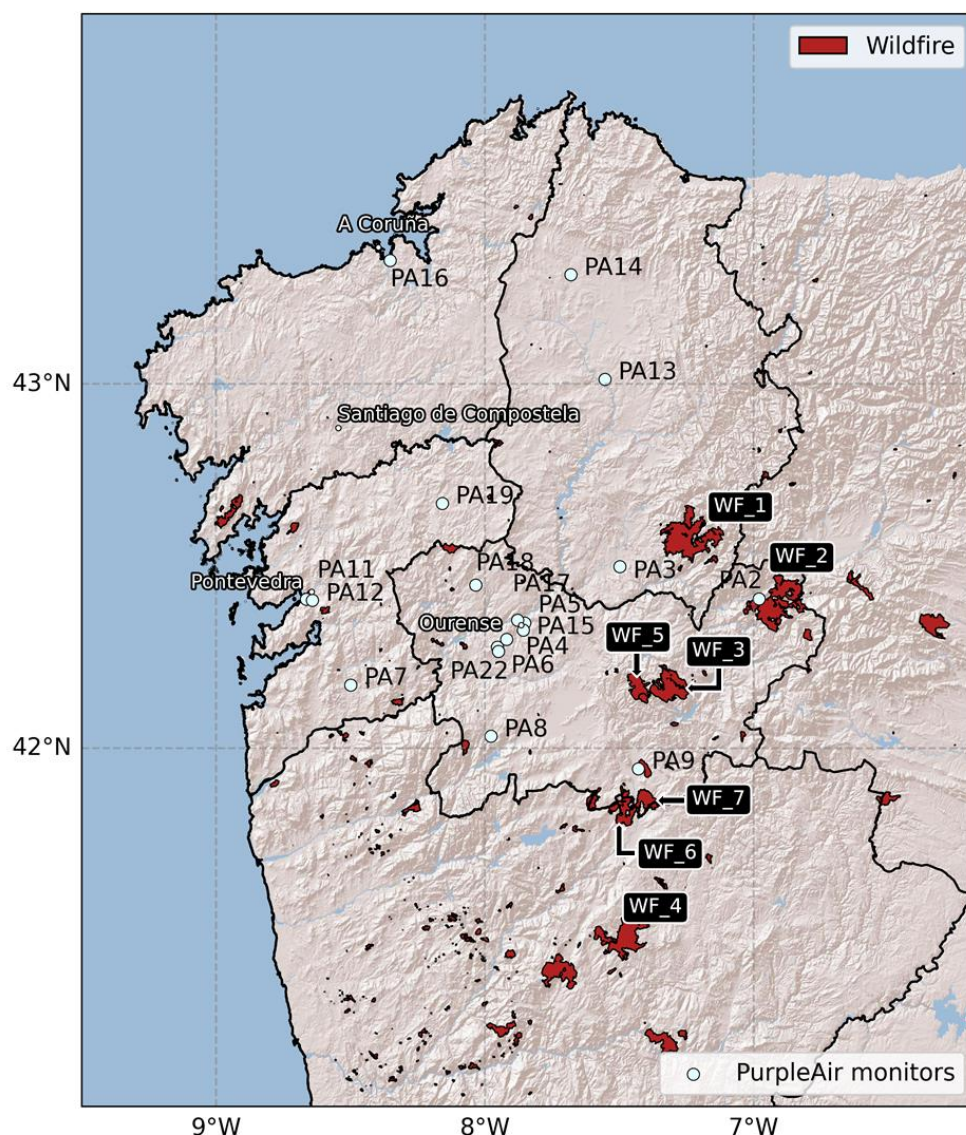 Wildfire
A Coruña
PA16
PA14
43°N
PA13
Santiago de Compostela
PA19
WF_1
PA18
PA3
PA2
WF_2
Pontevedra
PA11
PA12
PA17
PA5
Ourense
PA15
PA4
PA22
PA6
WF_5
WF_3
PA7
42°N
PA8
PA9
WF_7
WF_6
WF_4
PurpleAir monitors
9°W
8°W
7°W